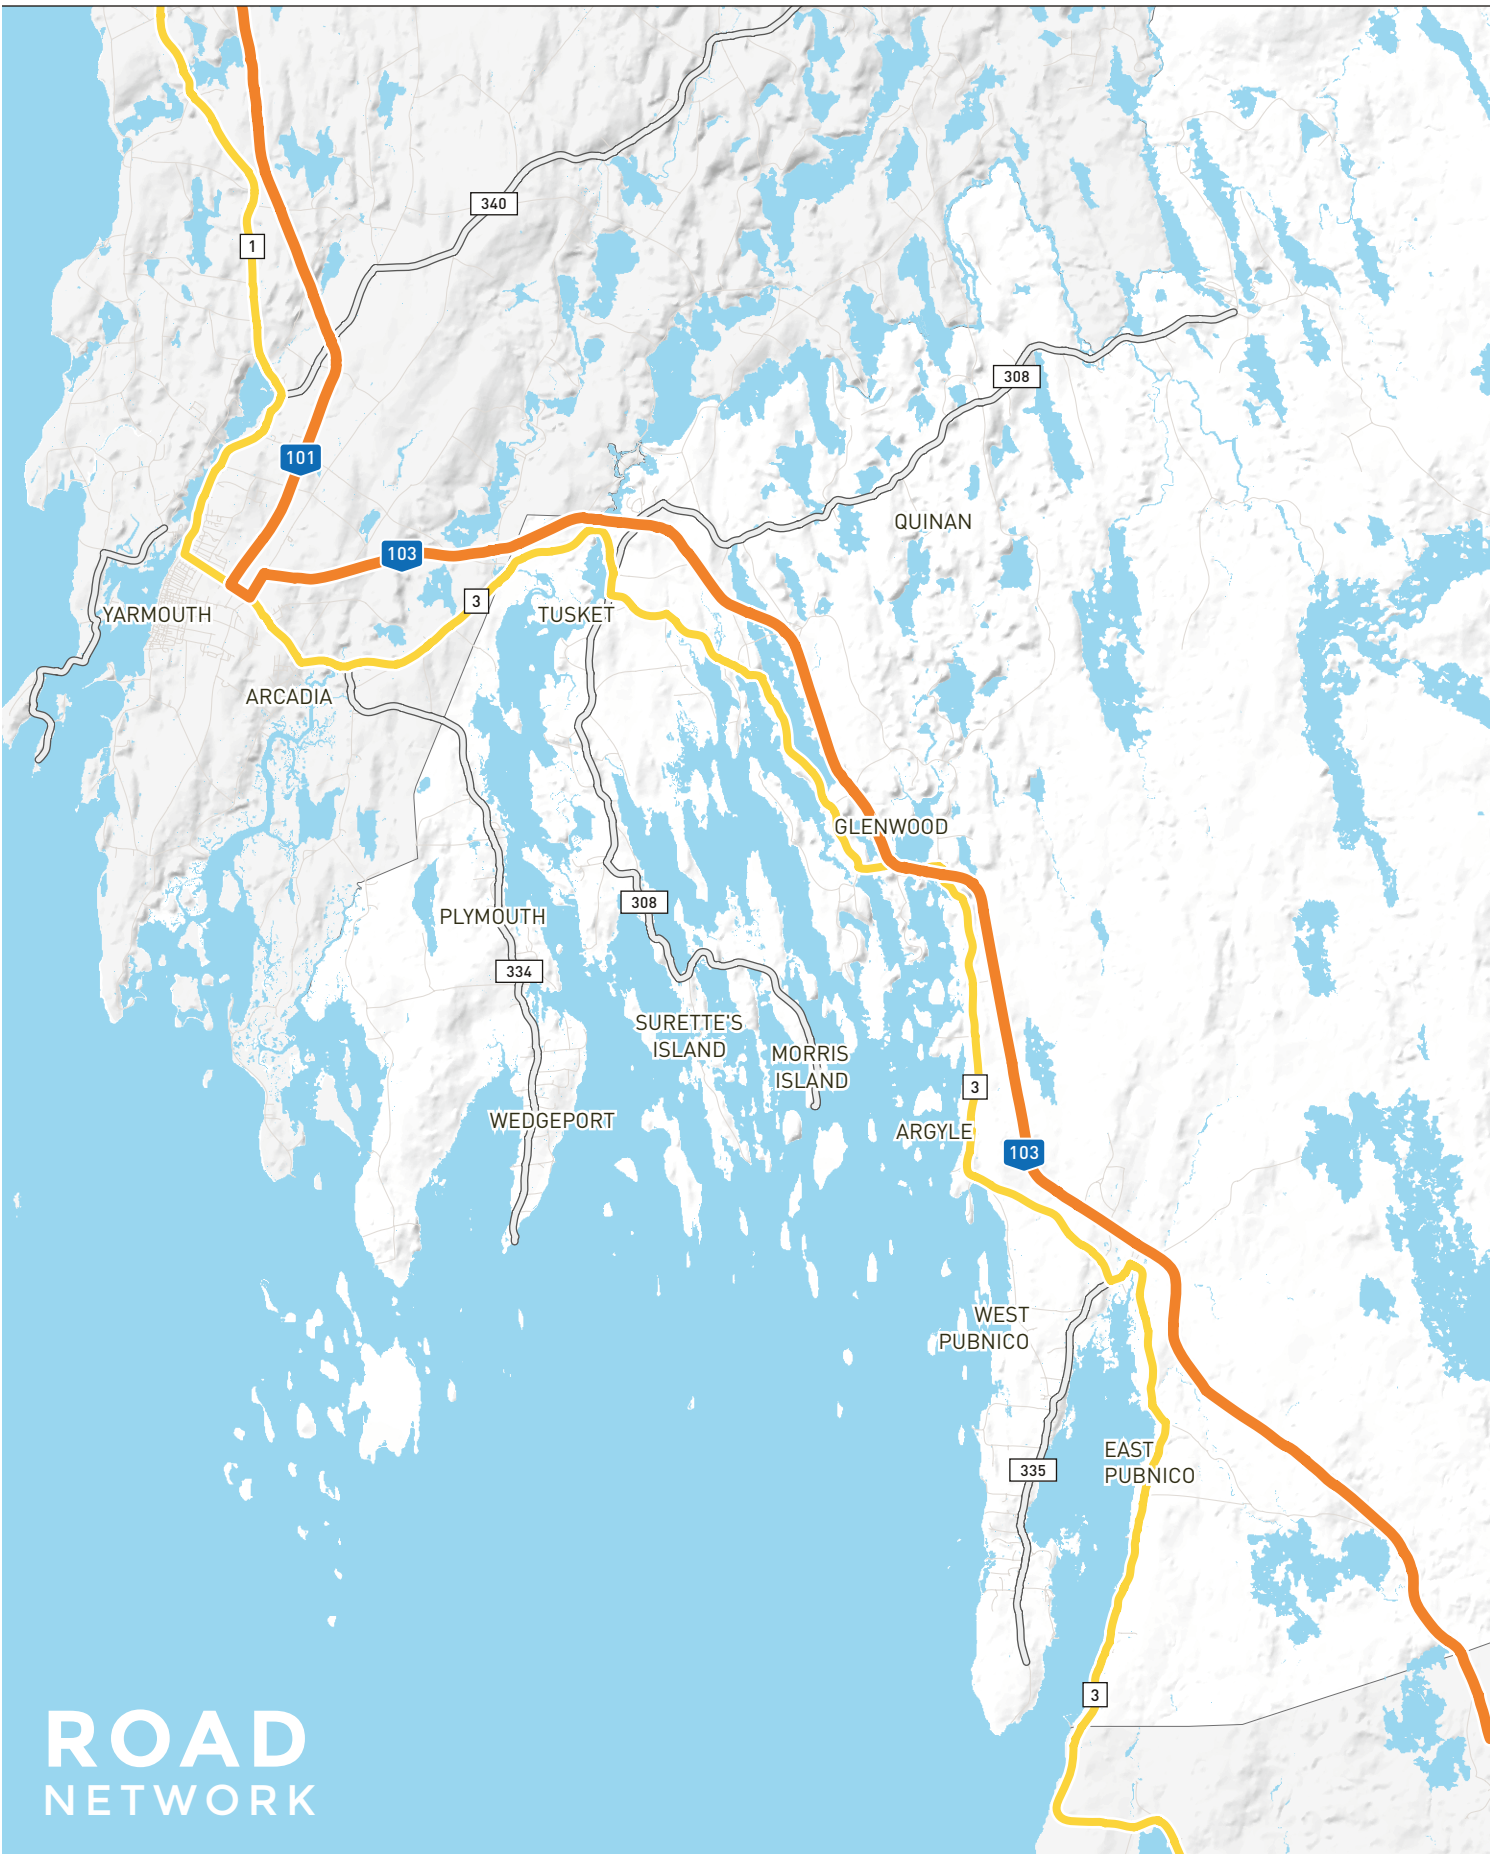 340
1
308
101
QUINAN
103
3
YARMOUTH
TUSKET
ARCADIA
GLENWOOD
308
PLYMOUTH
334
SURETTE'S
ISLAND
MORRIS
ISLAND
3
WEDGEPORT
ARGYLE
103
WEST
PUBNICO
EAST
PUBNICO
335
3
ROAD
NETWORK